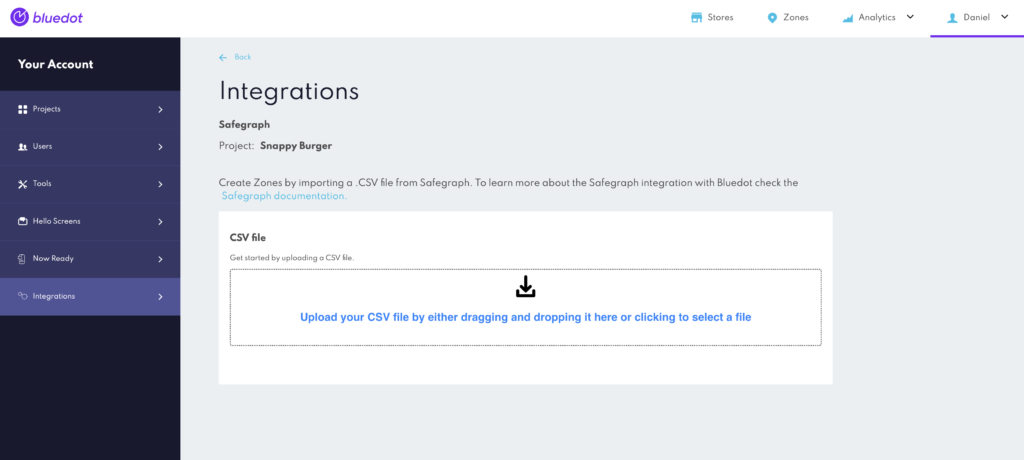 bluedot
Stores
Zones
Analytics
Daniel
Your Account
Projects
Users
Tools
Hello Screens
Now Ready
Integrations
Back
Integrations
Safegraph
Project: Snappy Burger
Create Zones by importing a .CSV file from Safegraph. To learn more about the Safegraph integration with Bluedot check the
Safegraph documentation.
CSV file
Get started by uploading a CSV file.
Upload your CSV file by either dragging and dropping it here or clicking to select a file